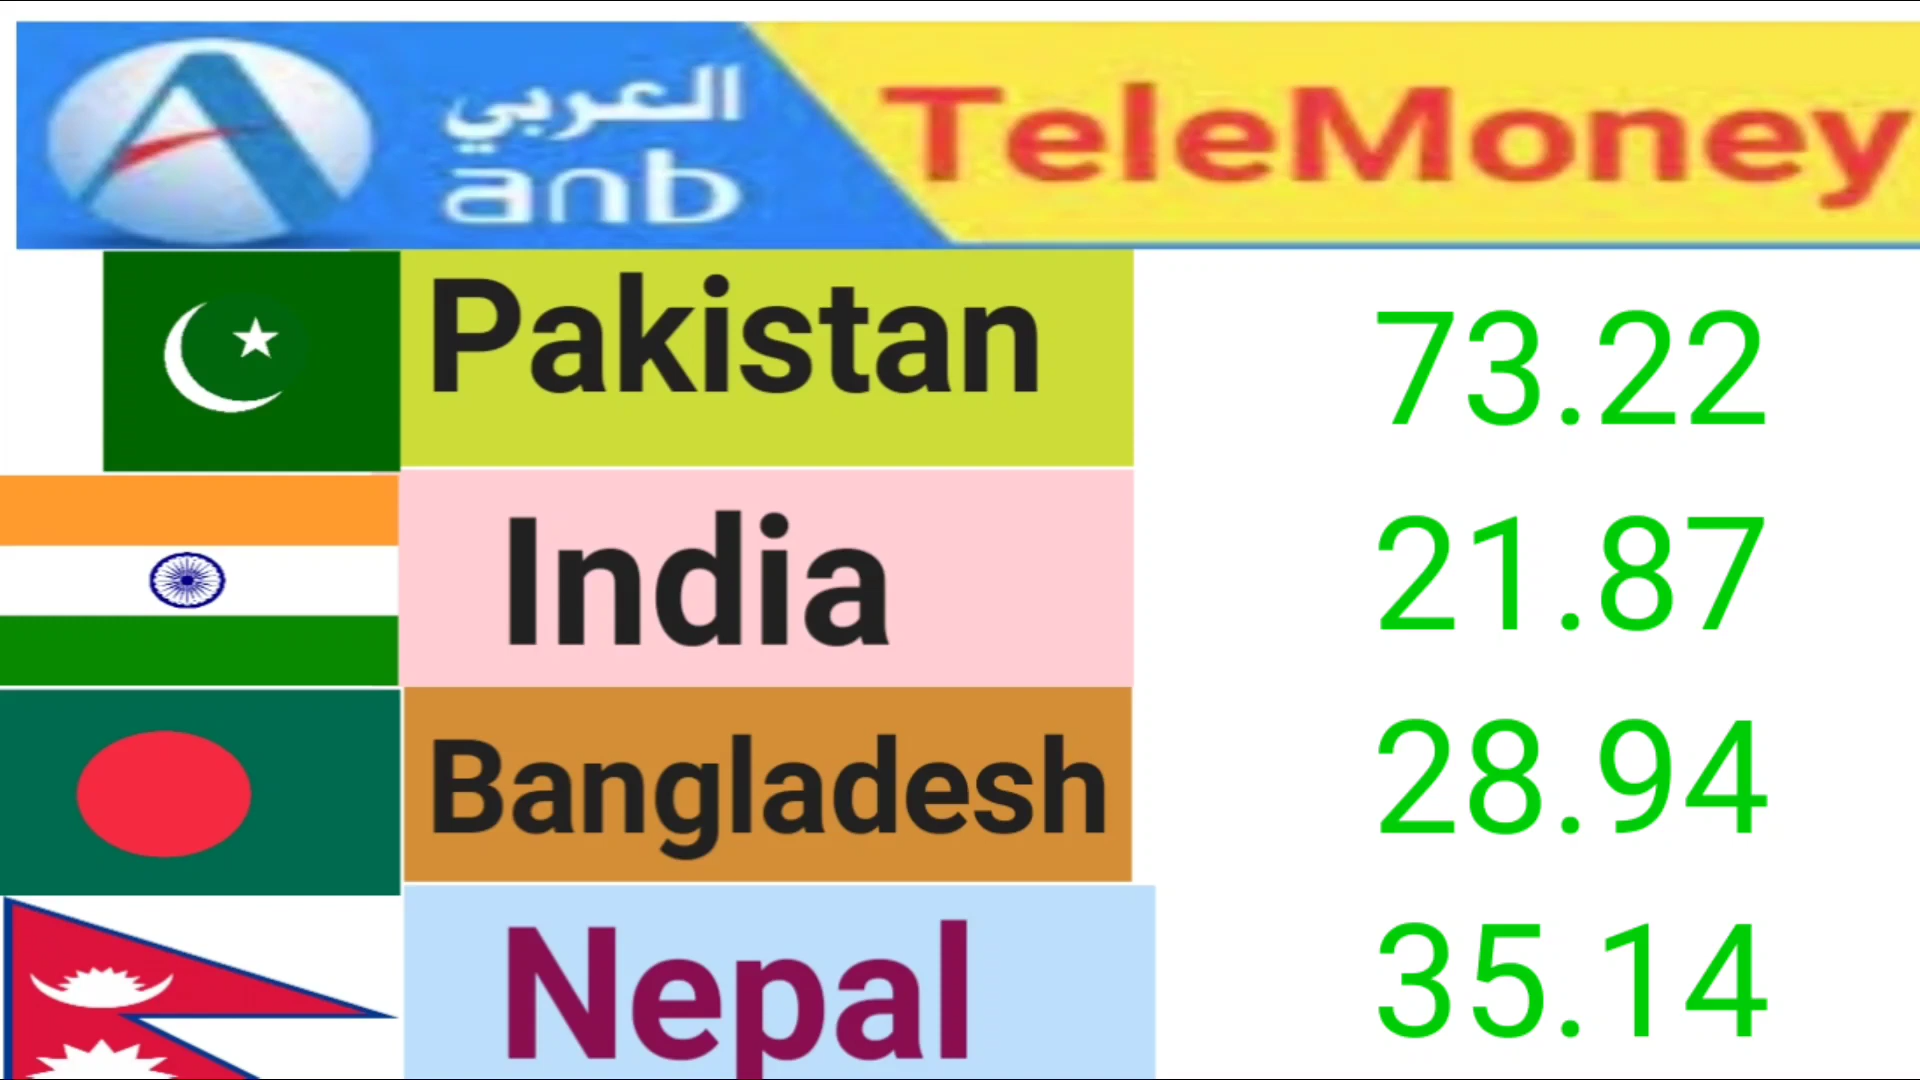 العربي
anb
TeleMoney
Pakistan 73.22
India 21.87
Bangladesh 28.94
Nepal 35.14